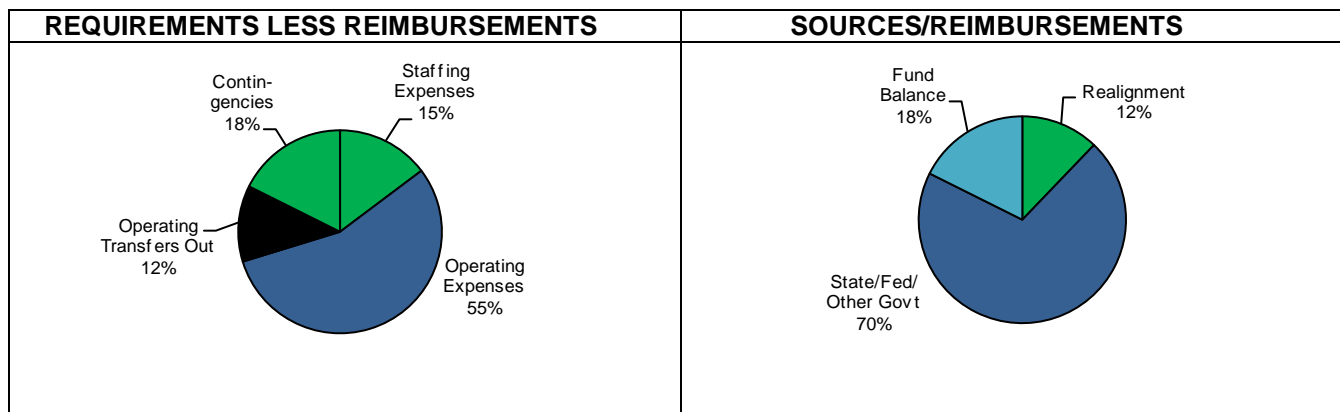 REQUIREMENTS LESS REIMBURSEMENTS
Contin-
gencies
18%
Staffing
Expenses
15%
Operating
Transfers Out
12%
Operating
Expenses
55%
SOURCES/REIMBURSEMENTS
Fund
Balance
18%
Realignment
12%
State/Fed/
Other Govt
70%